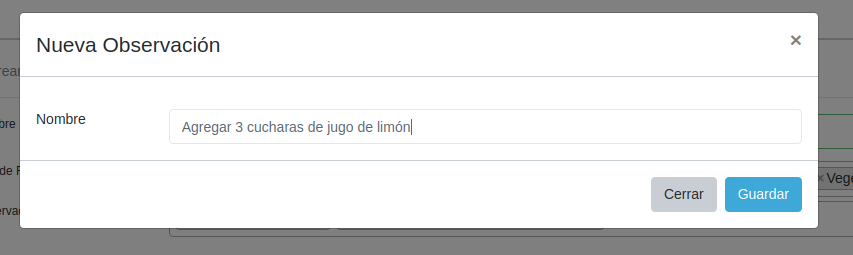 Nueva Observación
×
Nombre
Agregar 3 cucharas de jugo de limón
Cerrar
Guardar